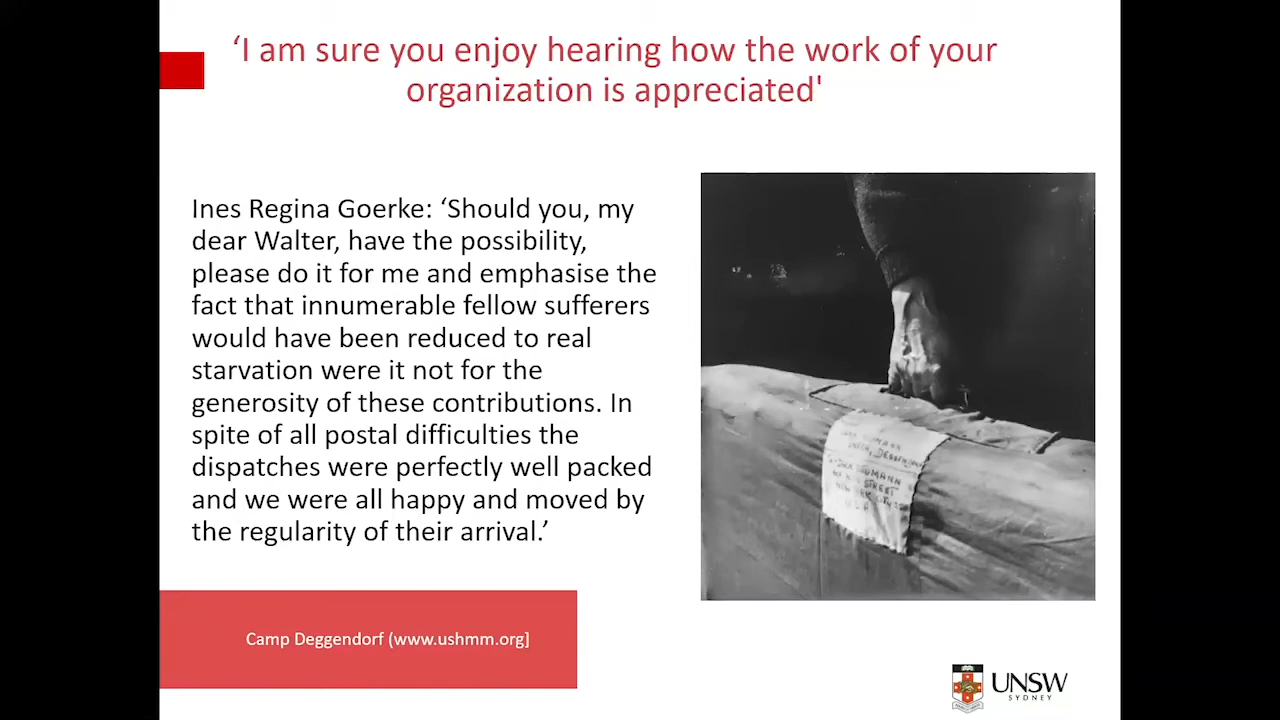 ‘I am sure you enjoy hearing how the work of your
organization is appreciated'
Ines Regina Goerke: ‘Should you, my
dear Walter, have the possibility,
please do it for me and emphasise the
fact that innumerable fellow sufferers
would have been reduced to real
starvation were it not for the
generosity of these contributions. In
spite of all postal difficulties the
dispatches were perfectly well packed
and we were all happy and moved by
the regularity of their arrival.’
STREET
Camp Deggendorf (www.ushmm.org]
UNSW
SYDNEY